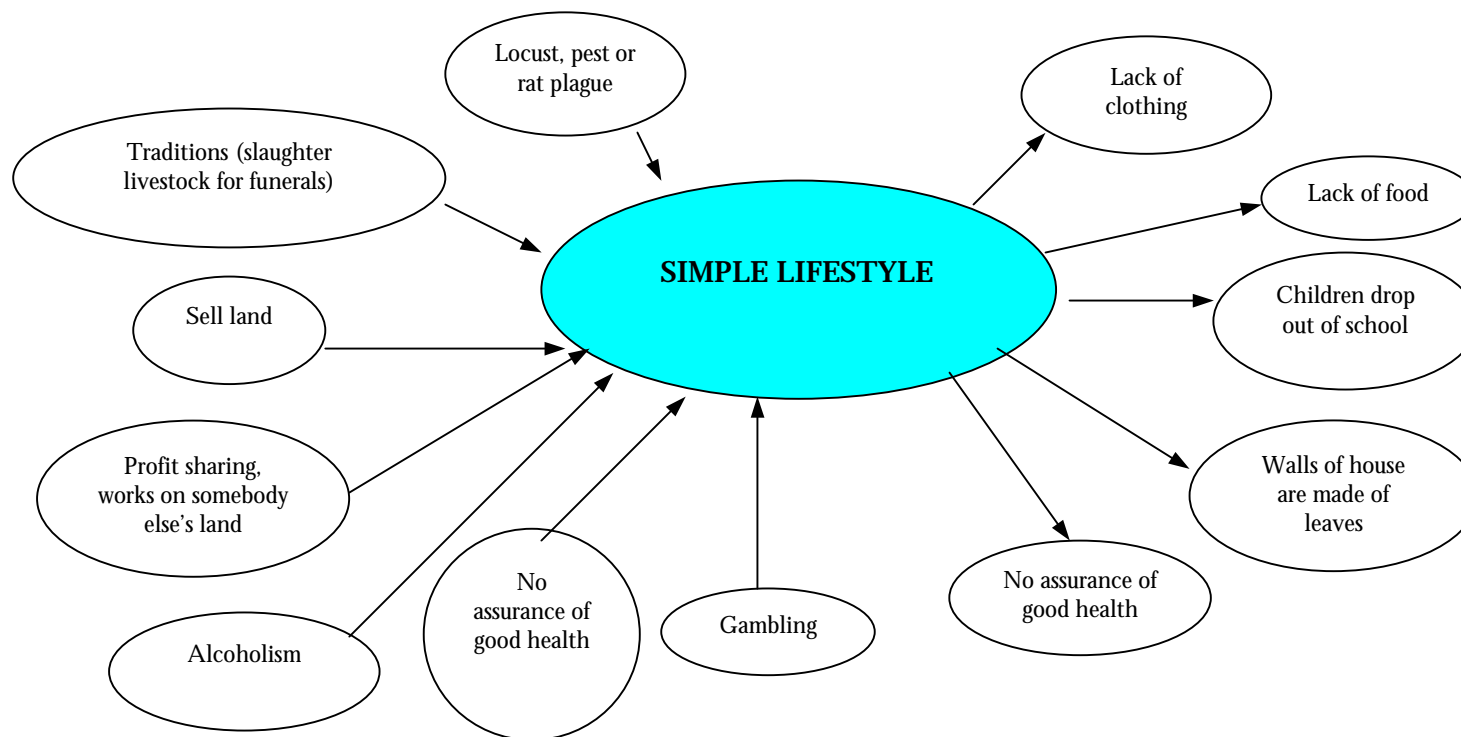 Locust, pest or
rat plague
Lack of
clothing
Traditions (slaughter
livestock for funerals)
Lack of food
SIMPLE LIFESTYLE
Sell land
Children drop
out of school
Profit sharing,
works on somebody
else's land
Walls of house
are made of
leaves
No
assurance of
good health
No assurance of
good health
Gambling
Alcoholism